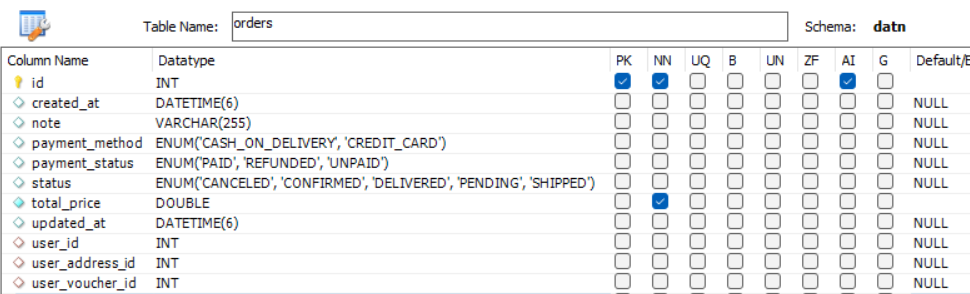 Table Name: orders Schema: datn
Column Name Datatype PK NN UQ B UN ZF AI G Default/E
id INT
created_at DATETIME(6) NULL
note VARCHAR(255) NULL
payment_method ENUM('CASH_ON_DELIVERY', 'CREDIT_CARD') NULL
payment_status ENUM('PAID', 'REFUNDED', 'UNPAID') NULL
status ENUM('CANCELED', 'CONFIRMED', 'DELIVERED', 'PENDING', 'SHIPPED') NULL
total_price DOUBLE
updated_at DATETIME(6) NULL
user_id INT NULL
user_address_id INT NULL
user_voucher_id INT NULL